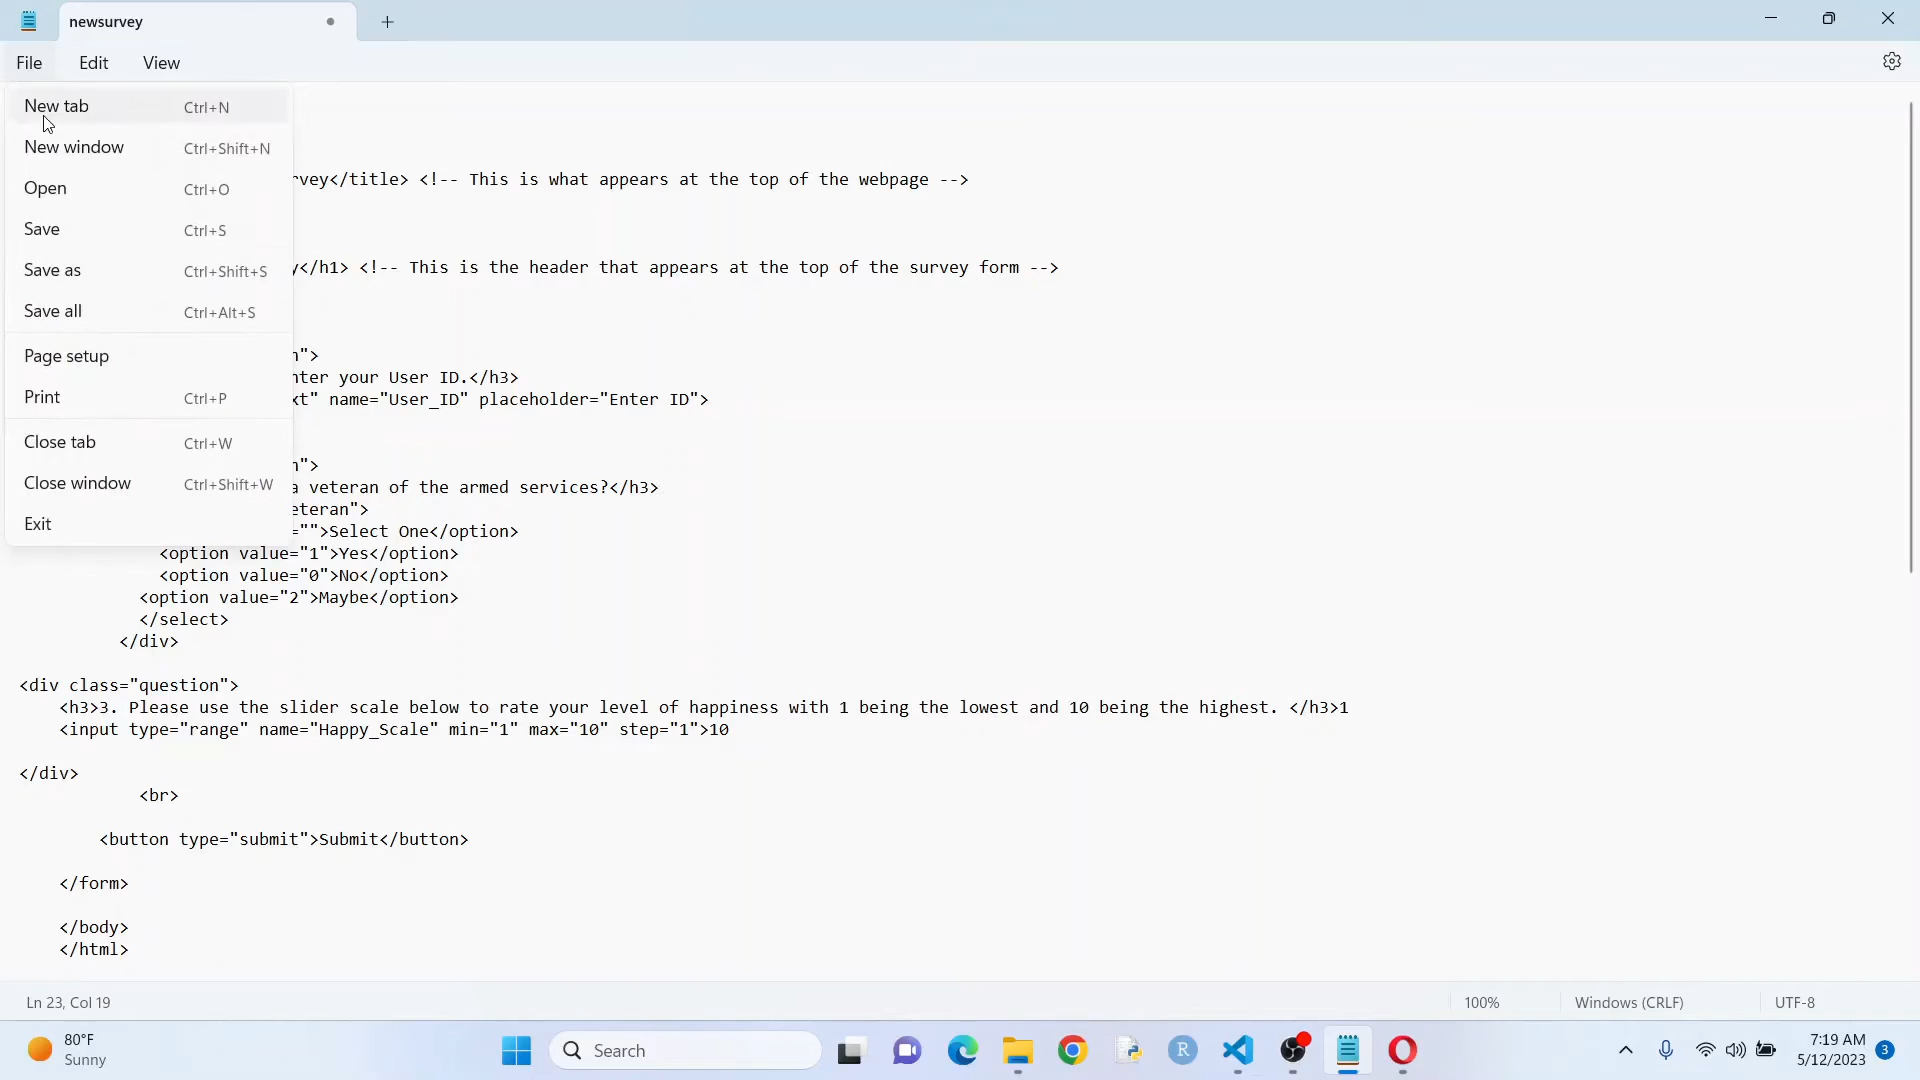 newsurvey
File Edit View
New tab Ctrl+N
New window Ctrl+Shift+N
Open Ctrl+O
Save Ctrl+S
Save as Ctrl+Shift+S
Save all Ctrl+Alt+S
Page setup
Print Ctrl+P
Close tab Ctrl+W
Close window Ctrl+Shift+W
Exit
rvey</title> <!-- This is what appears at the top of the webpage -->
y</h1> <!-- This is the header that appears at the top of the survey form -->
n">
nter your User ID.</h3>
xt" name="User_ID" placeholder="Enter ID">
n">
a veteran of the armed services?</h3>
eteran">
="">Select One</option>
<option value="1">Yes</option>
<option value="0">No</option>
<option value="2">Maybe</option>
</select>
</div>
<div class="question">
<h3>3. Please use the slider scale below to rate your level of happiness with 1 being the lowest and 10 being the highest. </h3>1
<input type="range" name="Happy_Scale" min="1" max="10" step="1">10
</div>
<br>
<button type="submit">Submit</button>
</form>
</body>
</html>
Ln 23, Col 19 100% Windows (CRLF) UTF-8
80°F
Sunny
Search
R
7:19 AM
5/12/2023
3